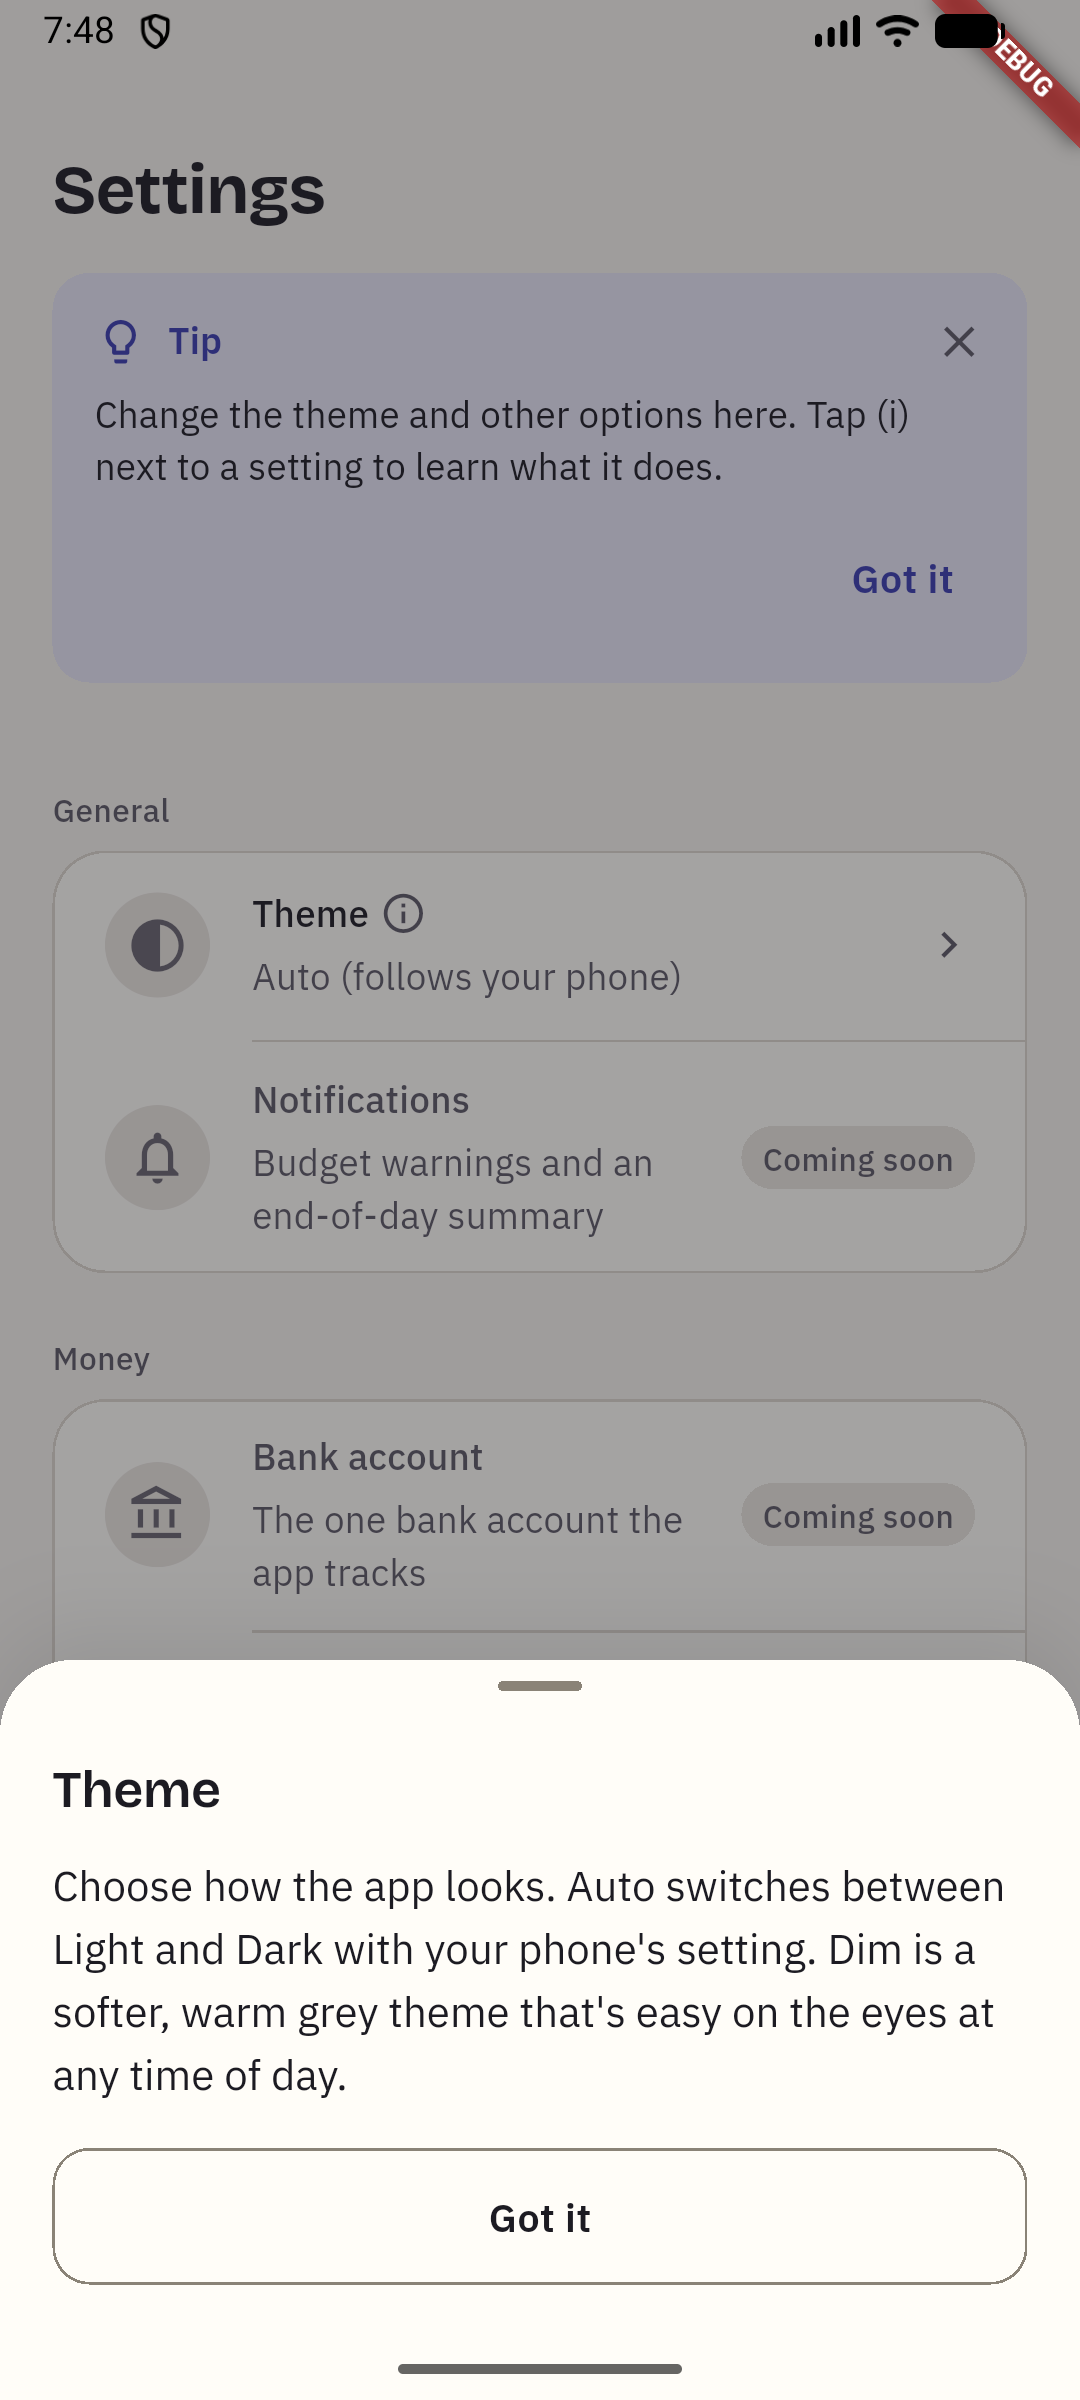 7:48
DEBUG
Settings
Tip
Change the theme and other options here. Tap (i)
next to a setting to learn what it does.
Got it
General
Theme
Auto (follows your phone)
Notifications
Budget warnings and an
end-of-day summary
Coming soon
Money
Bank account
The one bank account the
app tracks
Coming soon
Theme
Choose how the app looks. Auto switches between
Light and Dark with your phone's setting. Dim is a
softer, warm grey theme that's easy on the eyes at
any time of day.
Got it